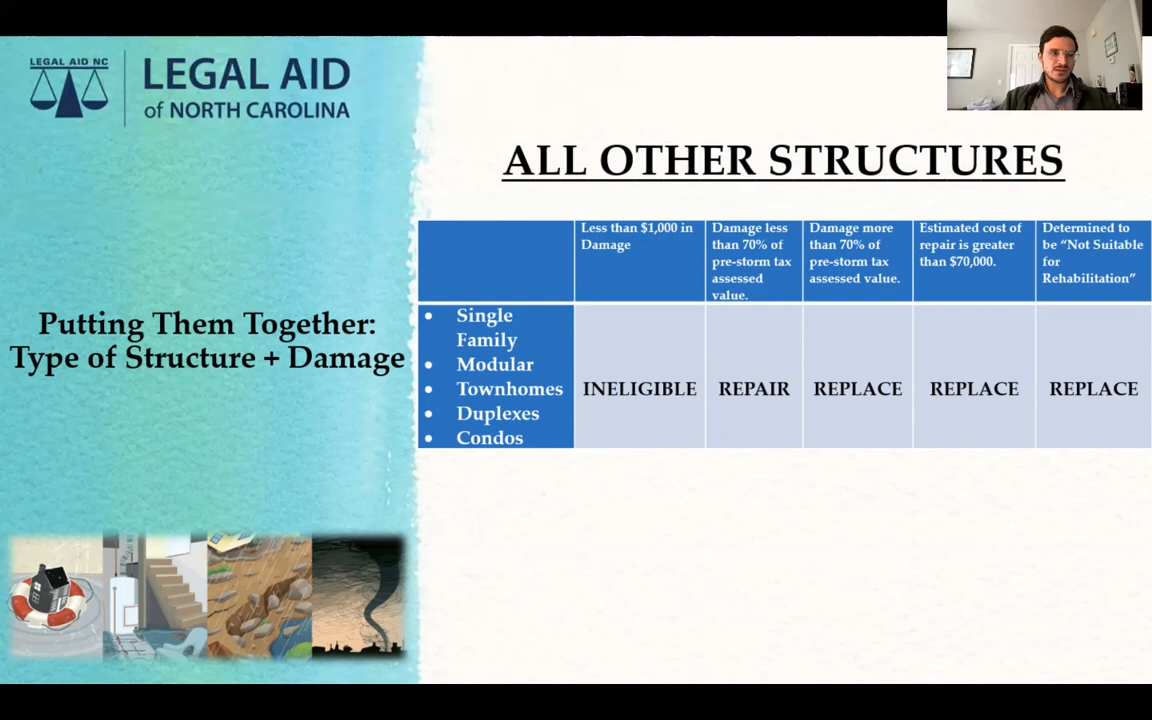 LEGAL AID NC
LEGAL AID
of NORTH CAROLINA
ALL OTHER STRUCTURES
Putting Them Together:
Type of Structure + Damage
Less than $1,000 in
Damage
Damage less
than 70% of
pre-storm tax
assessed
value.
Damage more
than 70% of
pre-storm tax
assessed value.
Estimated cost of
repair is greater
than $70,000.
Determined to
be “Not Suitable
for
Rehabilitation”
• Single
Family
• Modular
• Townhomes
• Duplexes
• Condos
INELIGIBLE
REPAIR
REPLACE
REPLACE
REPLACE